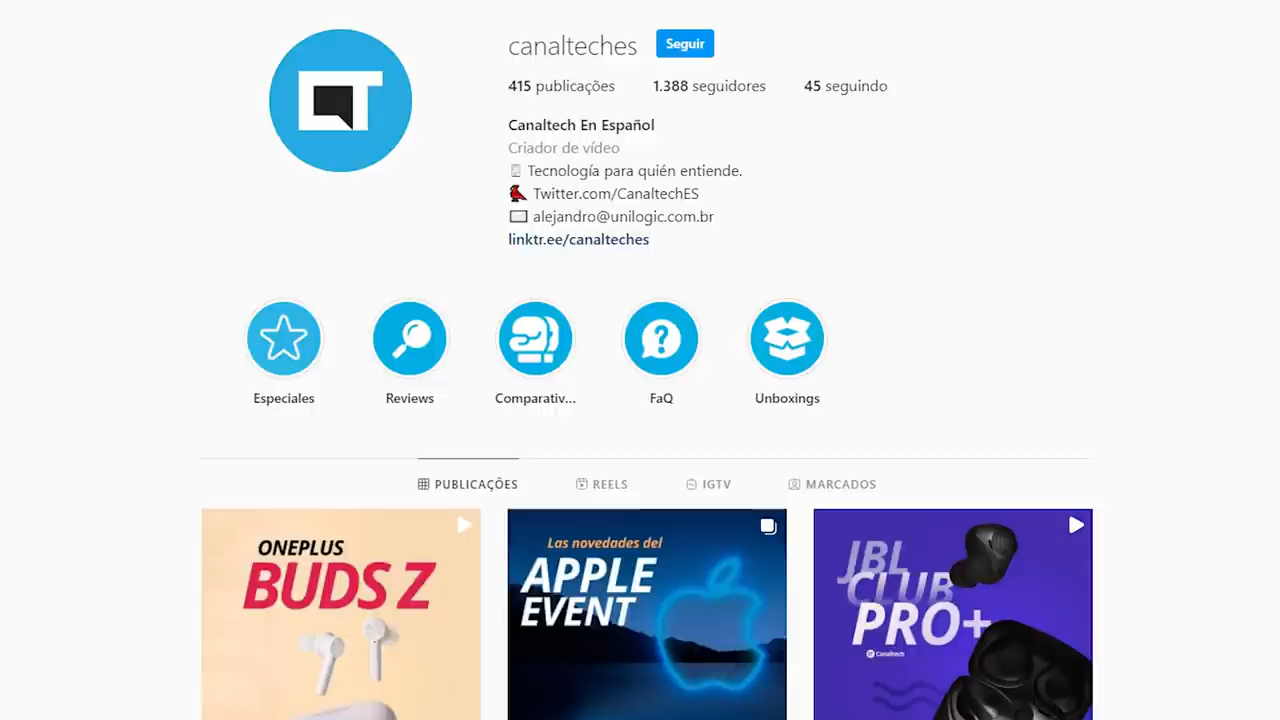 canalteches Seguir
415 publicações 1.388 seguidores 45 seguindo
Canaltech En Español
Criador de vídeo
Tecnología para quién entiende.
Twitter.com/CanaltechES
alejandro@unilogic.com.br
linktr.ee/canalteches
Especiales Reviews Comparativ... FaQ Unboxings
PUBLICAÇÕES REELS IGTV MARCADOS
ONEPLUS
BUDS Z
Las novedades del
APPLE
EVENT
JBL
CLUB
PRO+
Canaltech